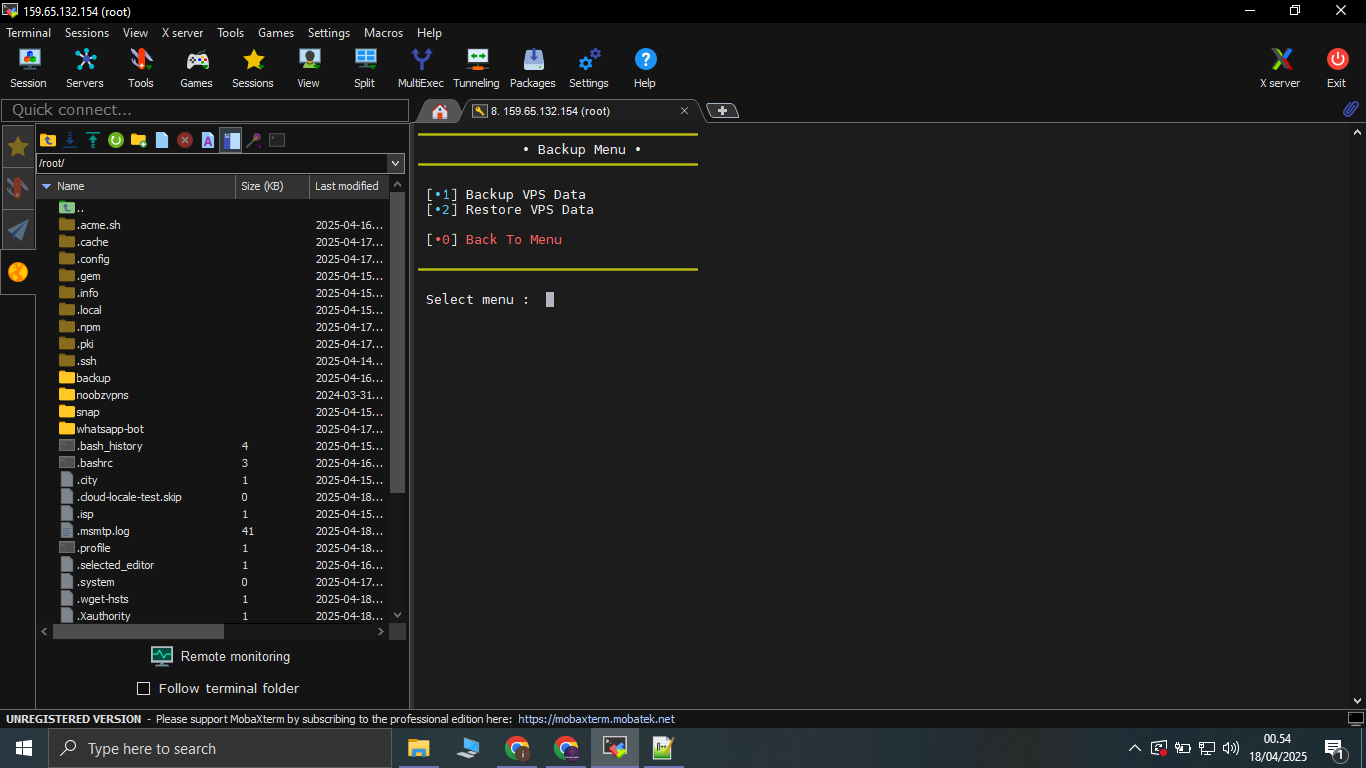 159.65.132.154 (root)
Terminal Sessions View X server Tools Games Settings Macros Help
Session Servers Tools Games Sessions View Split MultiExec Tunneling Packages Settings Help X server Exit
Quick connect...
8. 159.65.132.154 (root)
/root/
Name Size (KB) Last modified
..
.acme.sh 2025-04-16...
.cache 2025-04-17...
.config 2025-04-17...
.gem 2025-04-15...
.info 2025-04-15...
.local 2025-04-15...
.npm 2025-04-17...
.pki 2025-04-17...
.ssh 2025-04-14...
backup 2025-04-16...
noobzvpns 2024-03-31...
snap 2025-04-15...
whatsapp-bot 2025-04-17...
.bash_history 4 2025-04-15...
.bashrc 3 2025-04-16...
.city 1 2025-04-15...
.cloud-locale-test.skip 0 2025-04-18...
.isp 1 2025-04-15...
.msmtp.log 41 2025-04-18...
.profile 1 2025-04-18...
.selected_editor 1 2025-04-16...
.system 0 2025-04-17...
.wget-hsts 1 2025-04-18...
.Xauthority 1 2025-04-18...
Remote monitoring
Follow terminal folder
• Backup Menu •
[•1] Backup VPS Data
[•2] Restore VPS Data
[•0] Back To Menu
Select menu :
UNREGISTERED VERSION - Please support MobaXterm by subscribing to the professional edition here: https://mobaxterm.mobatek.net
Type here to search
00.54
18/04/2025
1